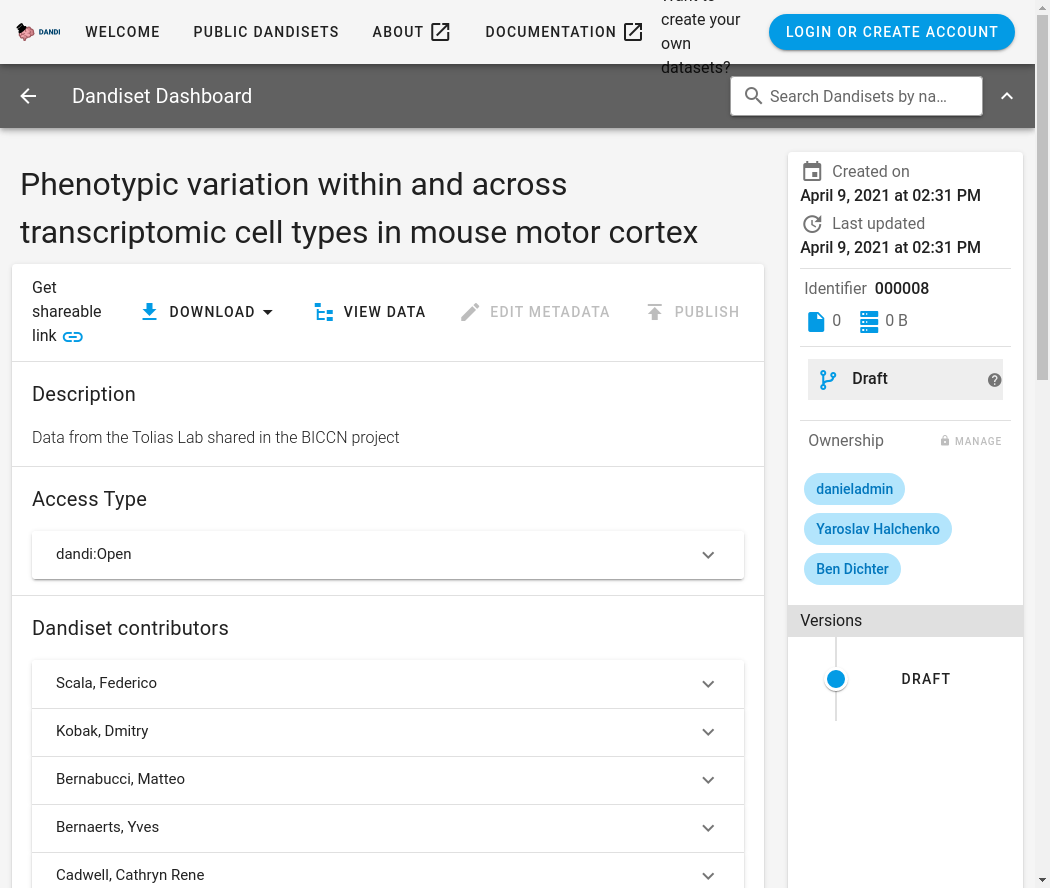 DANDI
WELCOME
PUBLIC DANDISETS
ABOUT
DOCUMENTATION
create your
own
datasets?
LOGIN OR CREATE ACCOUNT
Dandiset Dashboard
Search Dandisets by na…
Phenotypic variation within and across
transcriptomic cell types in mouse motor cortex
Get
shareable
link
DOWNLOAD
VIEW DATA
EDIT METADATA
PUBLISH
Description
Data from the Tolias Lab shared in the BICCN project
Access Type
dandi:Open
Dandiset contributors
Scala, Federico
Kobak, Dmitry
Bernabucci, Matteo
Bernaerts, Yves
Cadwell, Cathryn Rene
Created on
April 9, 2021 at 02:31 PM
Last updated
April 9, 2021 at 02:31 PM
Identifier 000008
0
0 B
Draft
Ownership
MANAGE
danieladmin
Yaroslav Halchenko
Ben Dichter
Versions
DRAFT